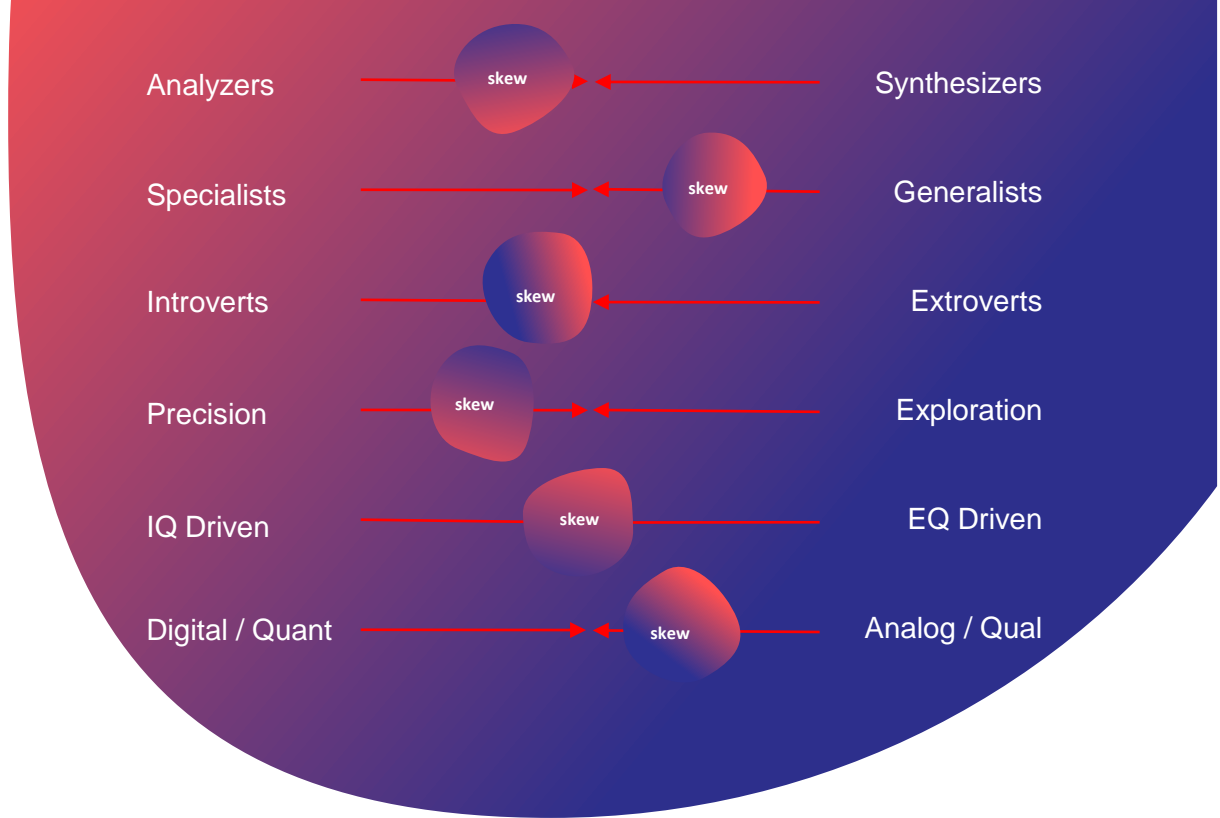 Analyzers skew Synthesizers
Specialists skew Generalists
Introverts skew Extroverts
Precision skew Exploration
IQ Driven skew EQ Driven
Digital / Quant skew Analog / Qual